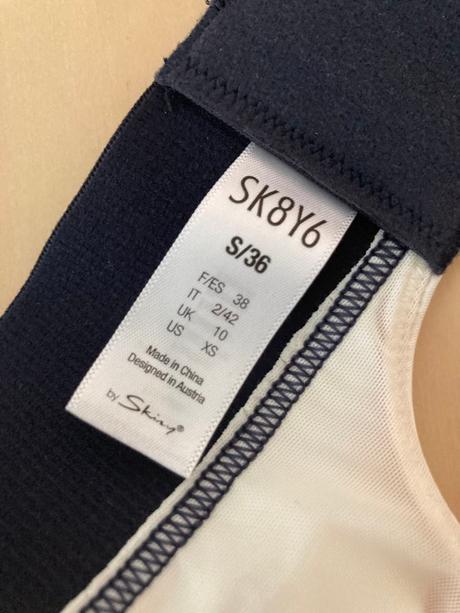 SK8Y6
S/36
F/ES 38
IT 2/42
UK 10
US XS
Made in China
Designed in Austria
by Skiny®